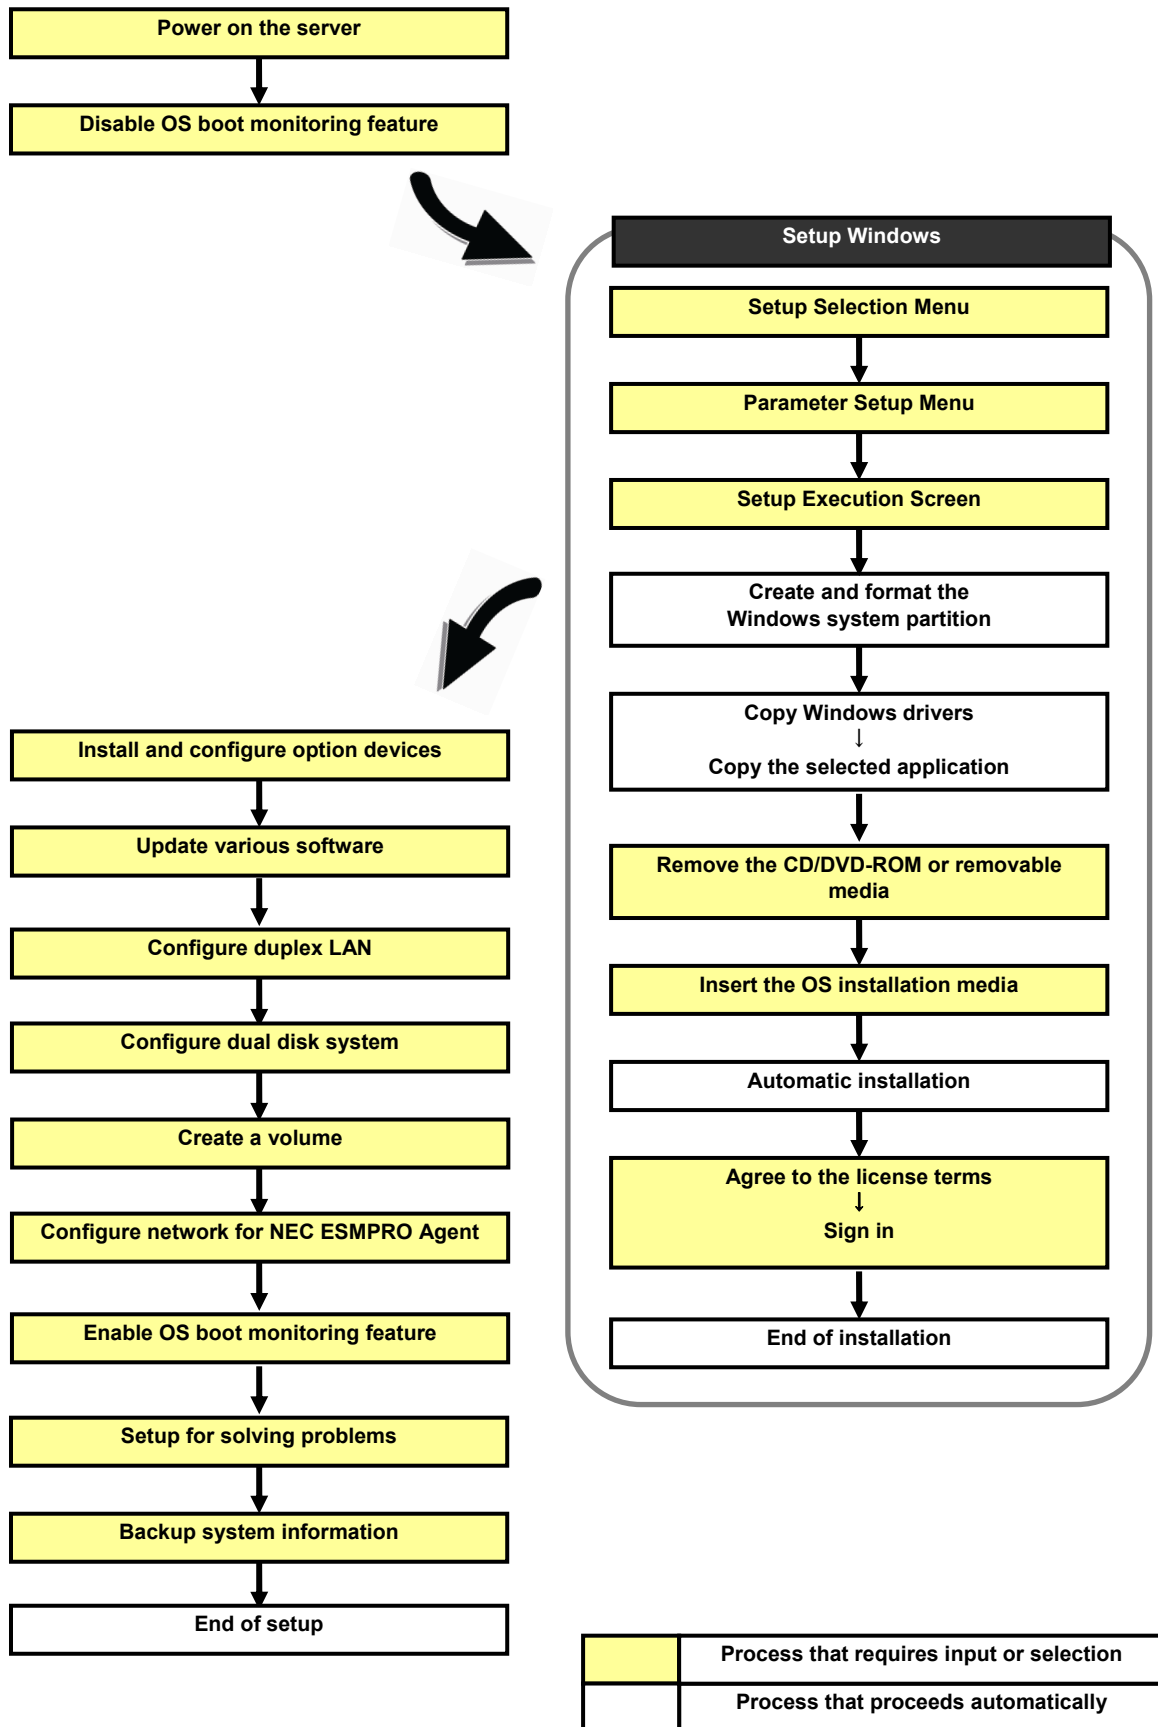 Power on the server
Disable OS boot monitoring feature
Setup Windows
Setup Selection Menu
Parameter Setup Menu
Setup Execution Screen
Create and format the
Windows system partition
Copy Windows drivers
↓
Copy the selected application
Remove the CD/DVD-ROM or removable
media
Insert the OS installation media
Automatic installation
Agree to the license terms
↓
Sign in
End of installation
Install and configure option devices
Update various software
Configure duplex LAN
Configure dual disk system
Create a volume
Configure network for NEC ESMPRO Agent
Enable OS boot monitoring feature
Setup for solving problems
Backup system information
End of setup
Process that requires input or selection
Process that proceeds automatically